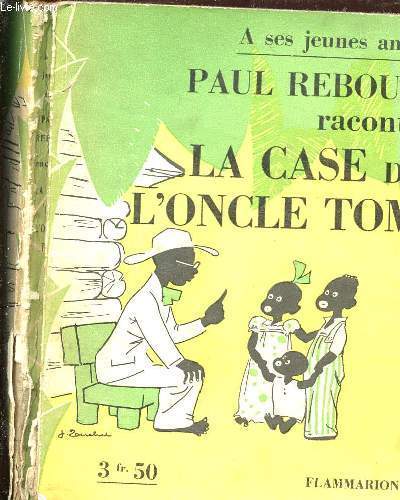 A ses jeunes am
PAUL REBOU
racont
LA CASE D
L'ONCLE TOM
3 fr. 50
FLAMMARION